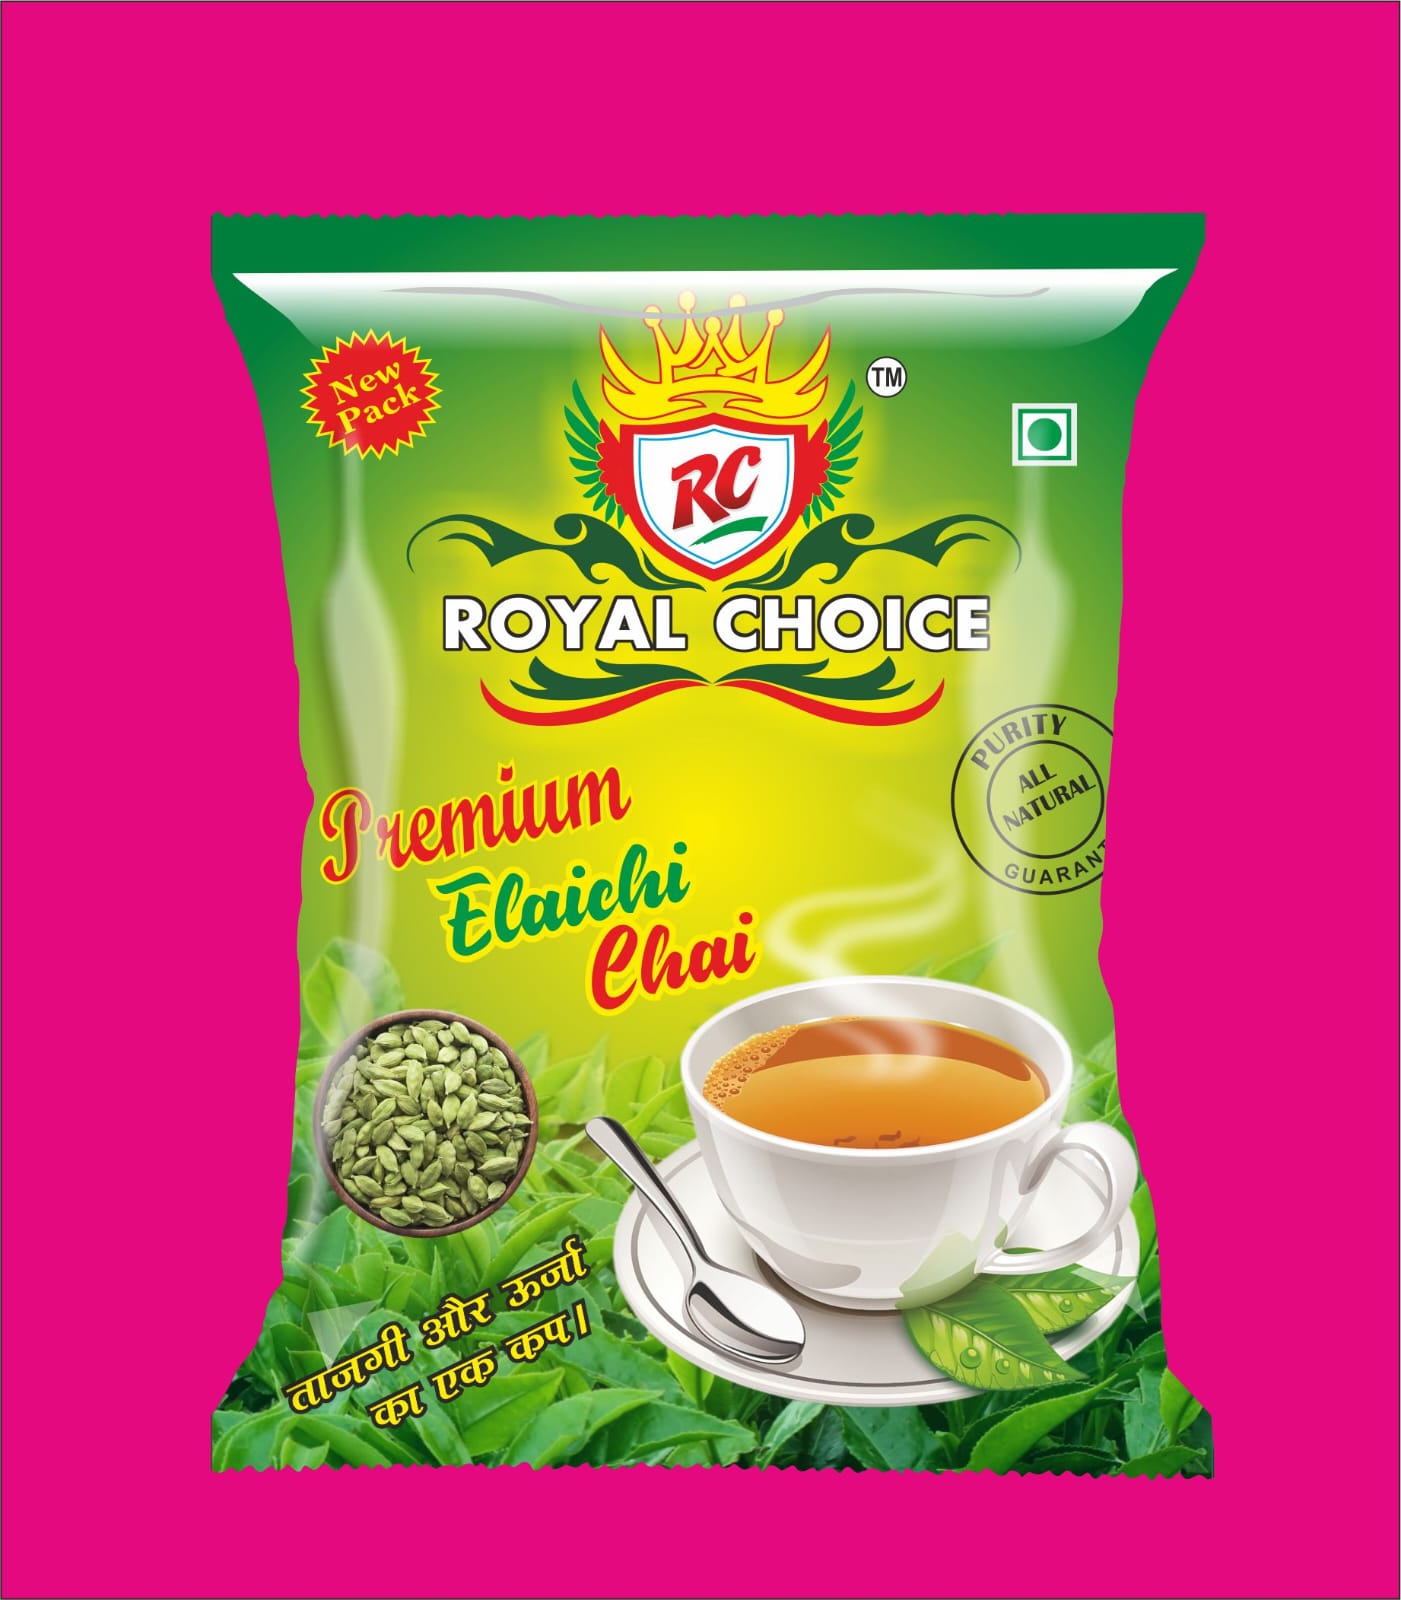 New
Pack
TM
RC
ROYAL CHOICE
PURITY
ALL
NATURAL
GUARANT
Premium
Elaichi
Chai
ताजगी और ऊर्जा
का एक कप।